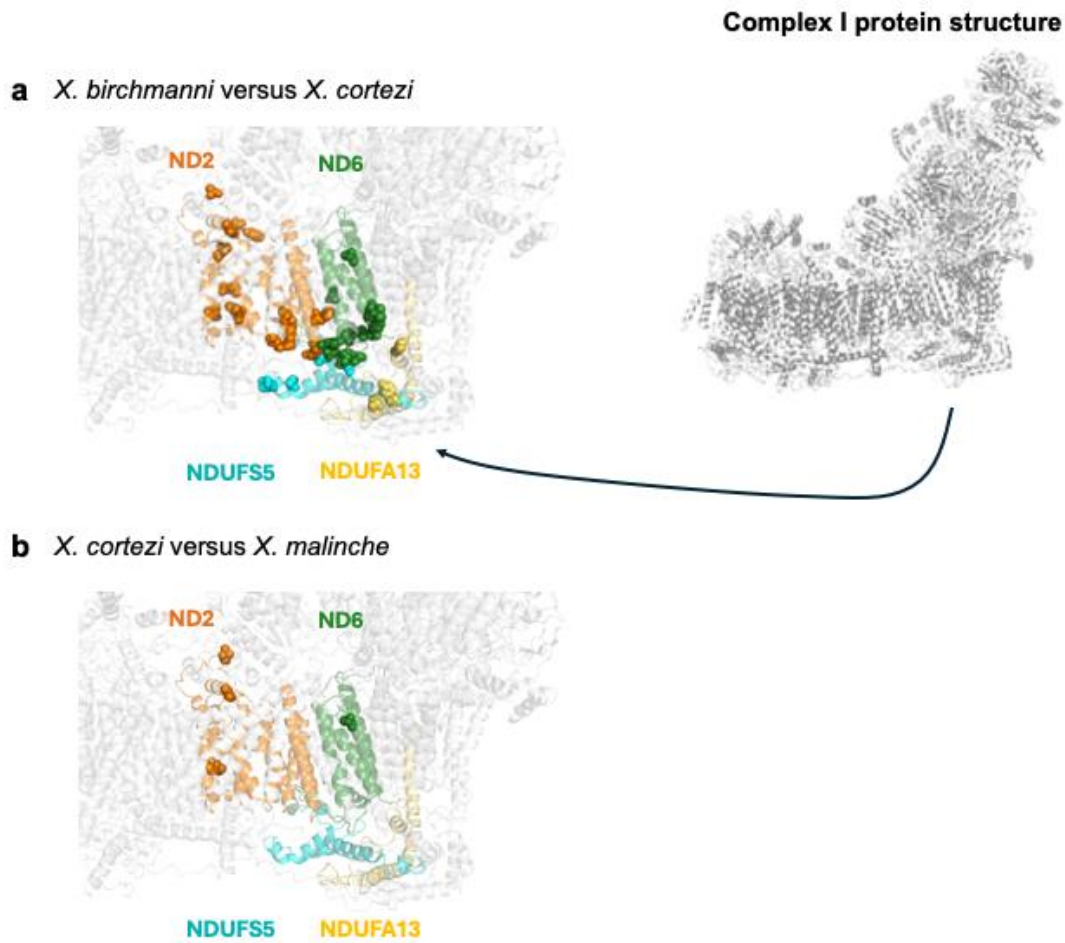 Complex I protein structure
a X. birchmanni versus X. cortezi
ND2 ND6
NDUFS5 NDUFA13
b X. cortezi versus X. malinche
ND2 ND6
NDUFS5 NDUFA13